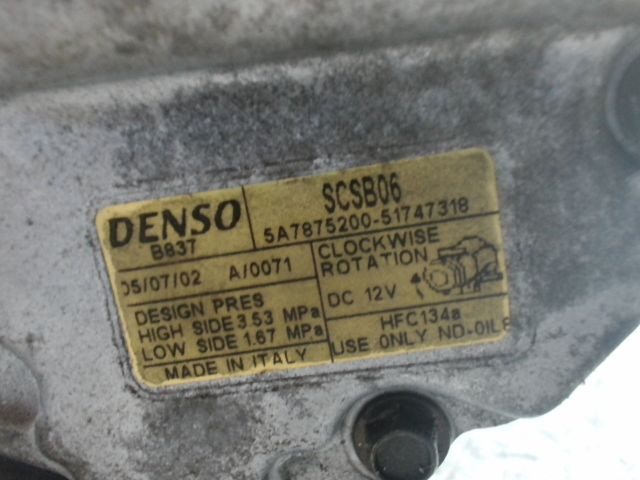 DENSO
B837
SCSB06
5A7875200-51747318
05/07/02 A/0071
CLOCKWISE
ROTATION
DC 12V
DESIGN PRES
HIGH SIDE 3.53 MPa
LOW SIDE 1.67 MPa
MADE IN ITALY
HFC134a
USE ONLY ND-OIL8